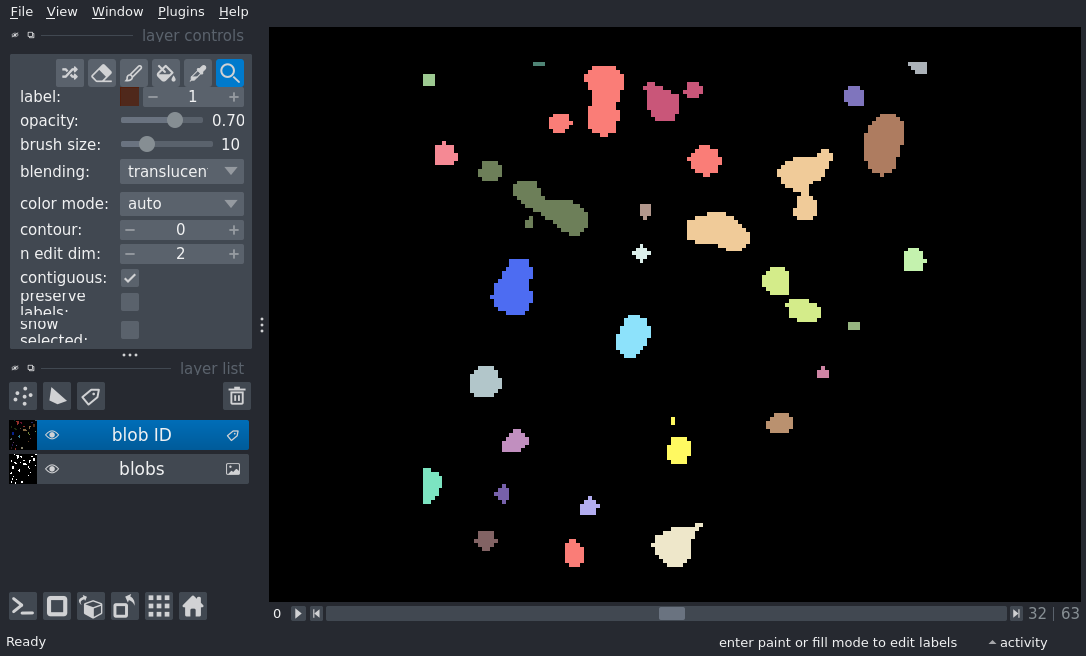 File View Window Plugins Help
layer controls
label: 1
opacity: 0.70
brush size: 10
blending: translucen
color mode: auto
contour: 0
n edit dim: 2
contiguous:
preserve
labels:
show
selected:
layer list
blob ID
blobs
0 32 | 63
Ready enter paint or fill mode to edit labels activity